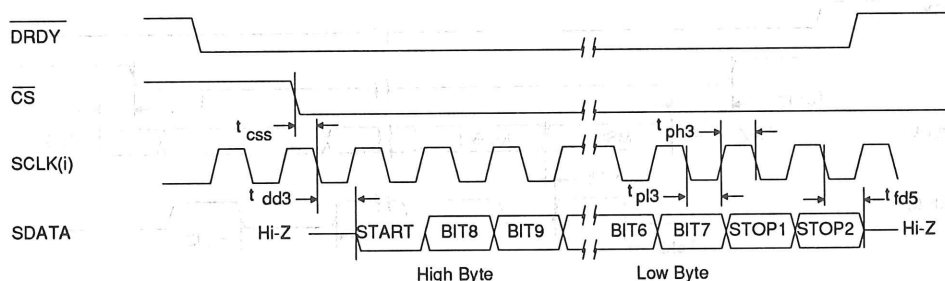 DRDY
CS
t css
t ph3
SCLK(i)
t dd3
t pl3
t fd5
SDATA
Hi-Z START BIT8 BIT9 BIT6 BIT7 STOP1 STOP2 Hi-Z
High Byte Low Byte